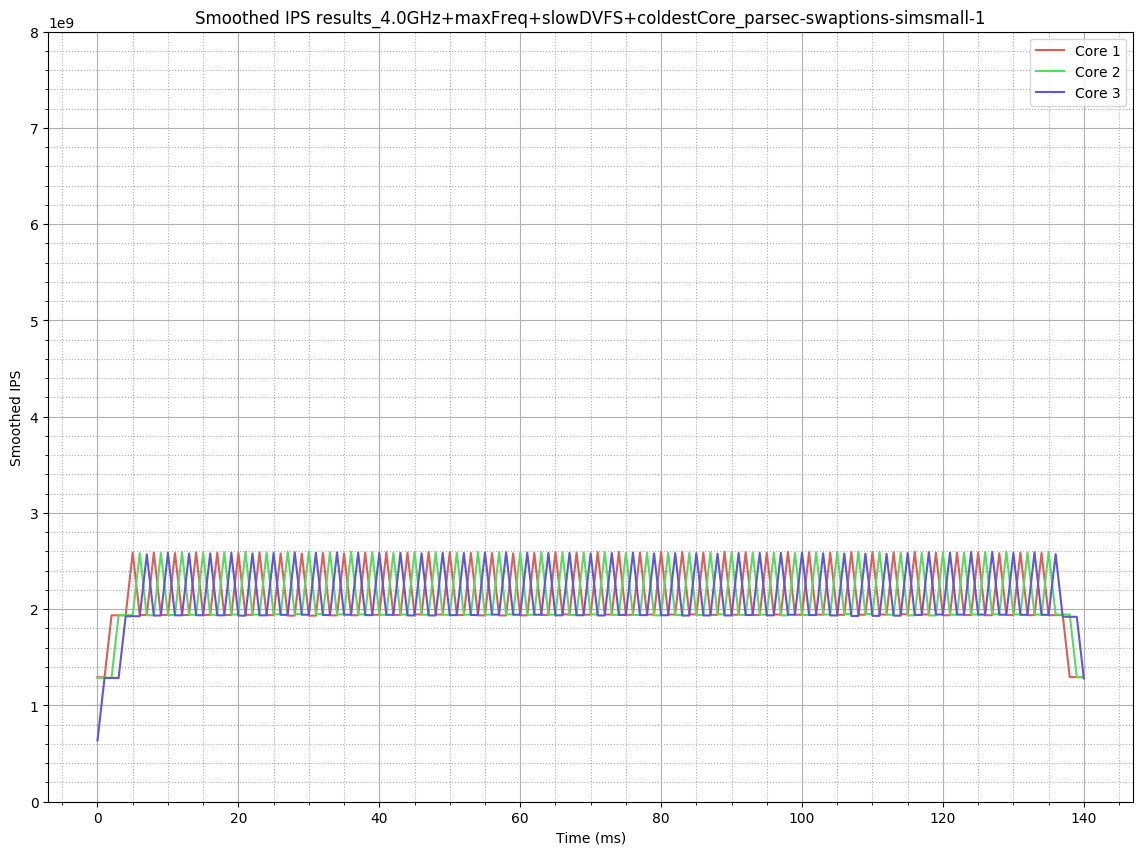 Smoothed IPS results_4.0GHz+maxFreq+slowDVFS+coldestCore_parsec-swaptions-simsmall-1
1e9
8
7
6
5
4
3
2
1
0
Smoothed IPS
Core 1
Core 2
Core 3
0 20 40 60 80 100 120 140
Time (ms)